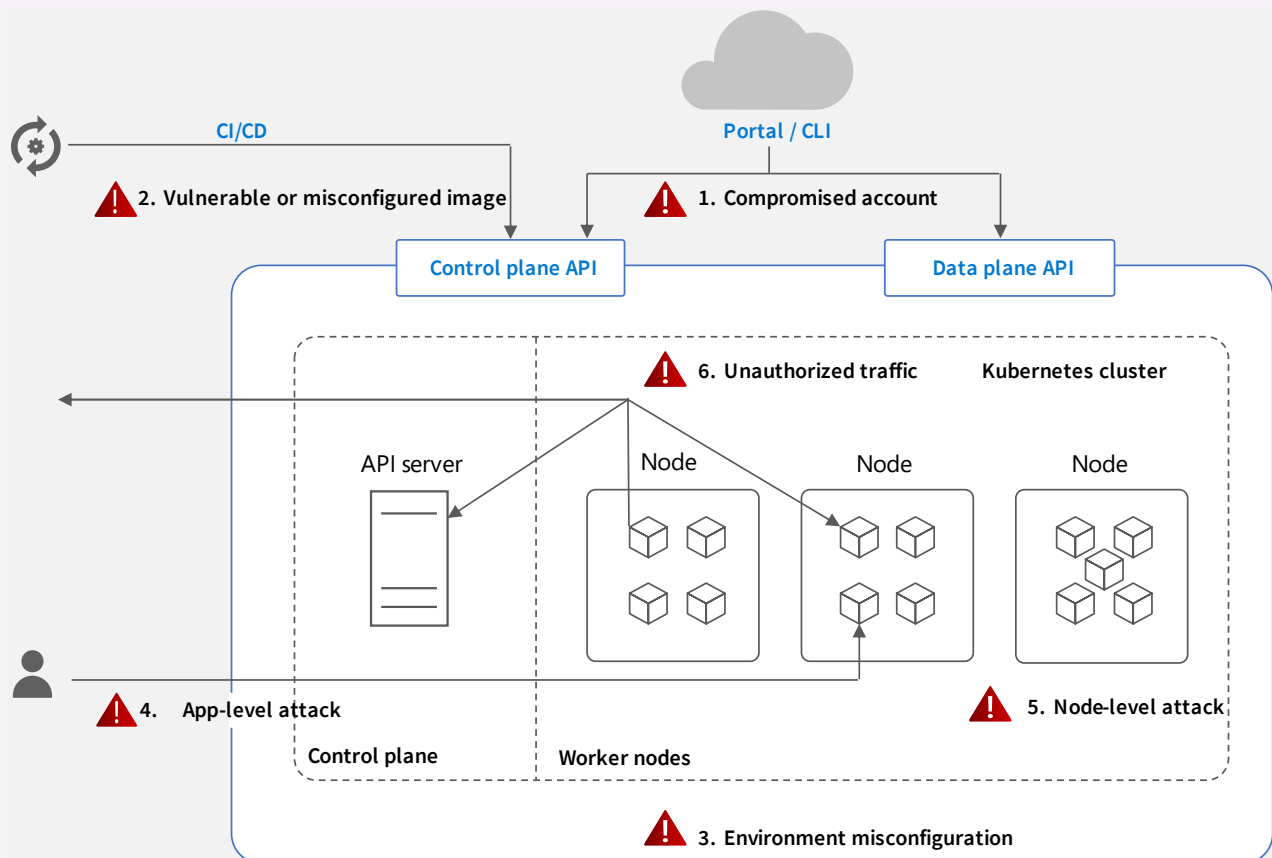 CI/CD
Portal / CLI
2. Vulnerable or misconfigured image
1. Compromised account
Control plane API
Data plane API
6. Unauthorized traffic
Kubernetes cluster
API server
Node
Node
Node
4. App-level attack
5. Node-level attack
Control plane
Worker nodes
3. Environment misconfiguration